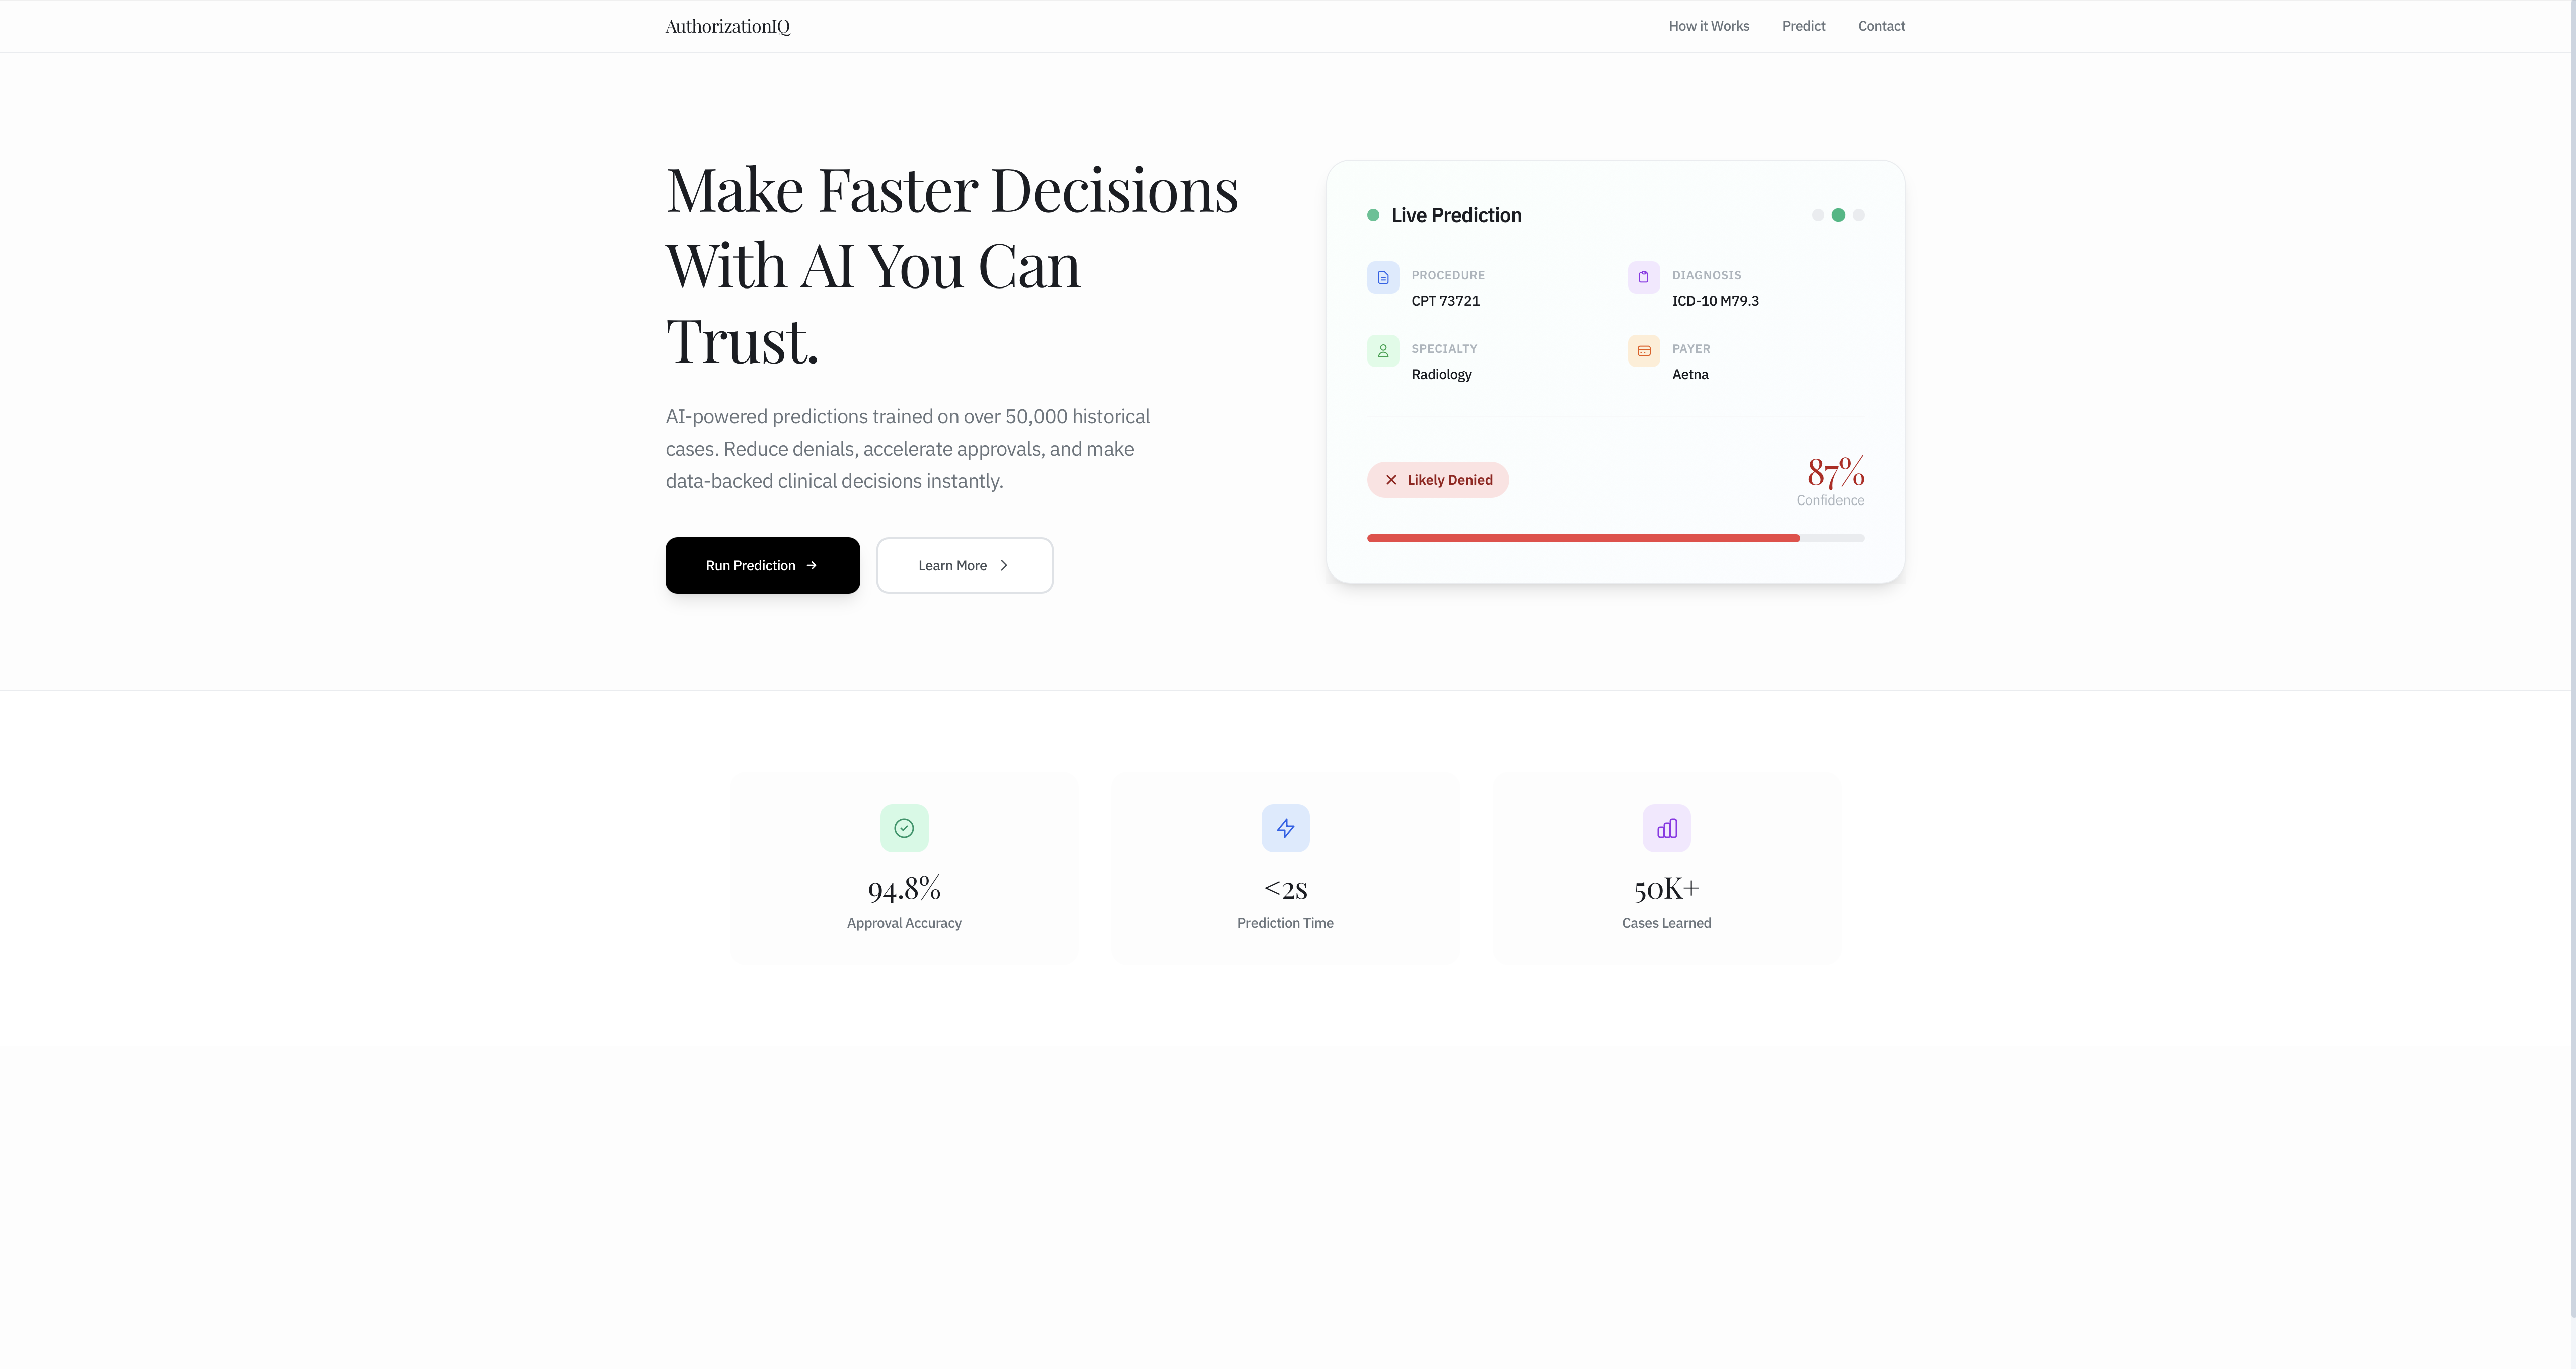 AuthorizationIQ
How it Works
Predict
Contact
Make Faster Decisions
With AI You Can
Trust.
AI-powered predictions trained on over 50,000 historical
cases. Reduce denials, accelerate approvals, and make
data-backed clinical decisions instantly.
Run Prediction
Learn More
Live Prediction
PROCEDURE
CPT 73721
DIAGNOSIS
ICD-10 M79.3
SPECIALTY
Radiology
PAYER
Aetna
Likely Denied
87%
Confidence
94.8%
Approval Accuracy
<2s
Prediction Time
50K+
Cases Learned